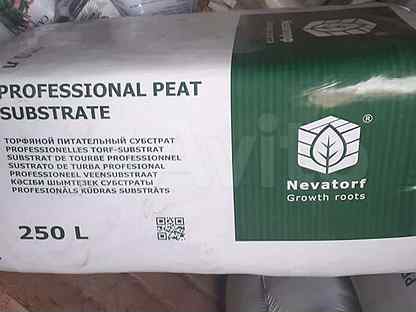 PROFESSIONAL PEAT
SUBSTRATE
ТОРФЯНОЙ ПИТАТЕЛЬНЫЙ СУБСТРАТ
PROFESSIONELLES TORF-SUBSTRAT
SUBSTRAT DE TOURBE PROFESSIONNEL
SUSTRATO DE TURBA PROFESIONAL
PROFESSIONEEL VEENSUBSTRAAT
КӘСІБИ ШЫМТЕЗЕК СУБСТРАТЫ
PROFESIONĀLS KŪDRAS SUBSTRĀTS
250 L
®
Nevatorf
Growth roots